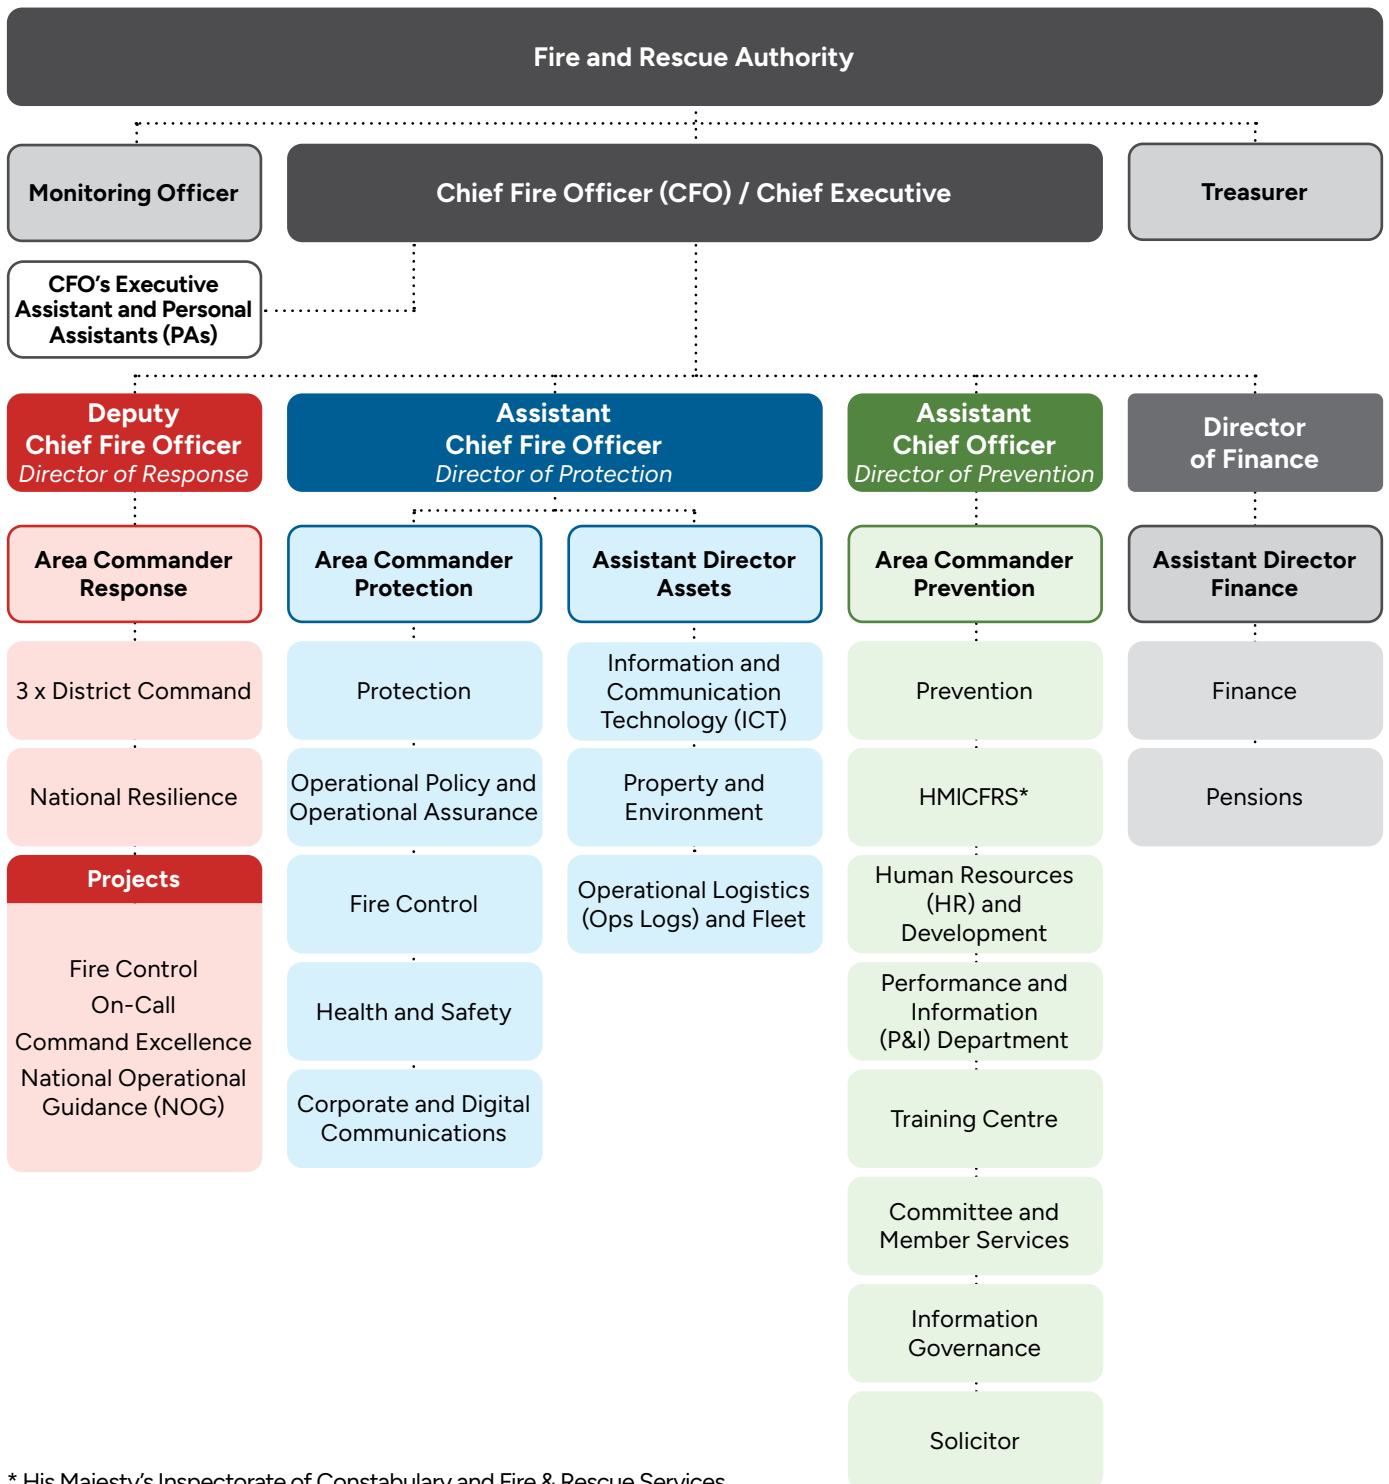 Fire and Rescue Authority
Monitoring Officer
Chief Fire Officer (CFO) / Chief Executive
Treasurer
CFO's Executive
Assistant and Personal
Assistants (PAs)
Deputy
Chief Fire Officer
Director of Response
Assistant
Chief Fire Officer
Director of Protection
Assistant
Chief Officer
Director of Prevention
Director
of Finance
Area Commander
Response
Area Commander
Protection
Assistant Director
Assets
Area Commander
Prevention
Assistant Director
Finance
3 x District Command
National Resilience
Projects
Fire Control
On-Call
Command Excellence
National Operational
Guidance (NOG)
Protection
Operational Policy and
Operational Assurance
Fire Control
Health and Safety
Corporate and Digital
Communications
Information and
Communication
Technology (ICT)
Property and
Environment
Operational Logistics
(Ops Logs) and Fleet
Prevention
HMICFRS*
Human Resources
(HR) and
Development
Performance and
Information
(P&I) Department
Training Centre
Committee and
Member Services
Information
Governance
Solicitor
Finance
Pensions
* His Majesty's Inspectorate of Constabulary and Fire & Rescue Services